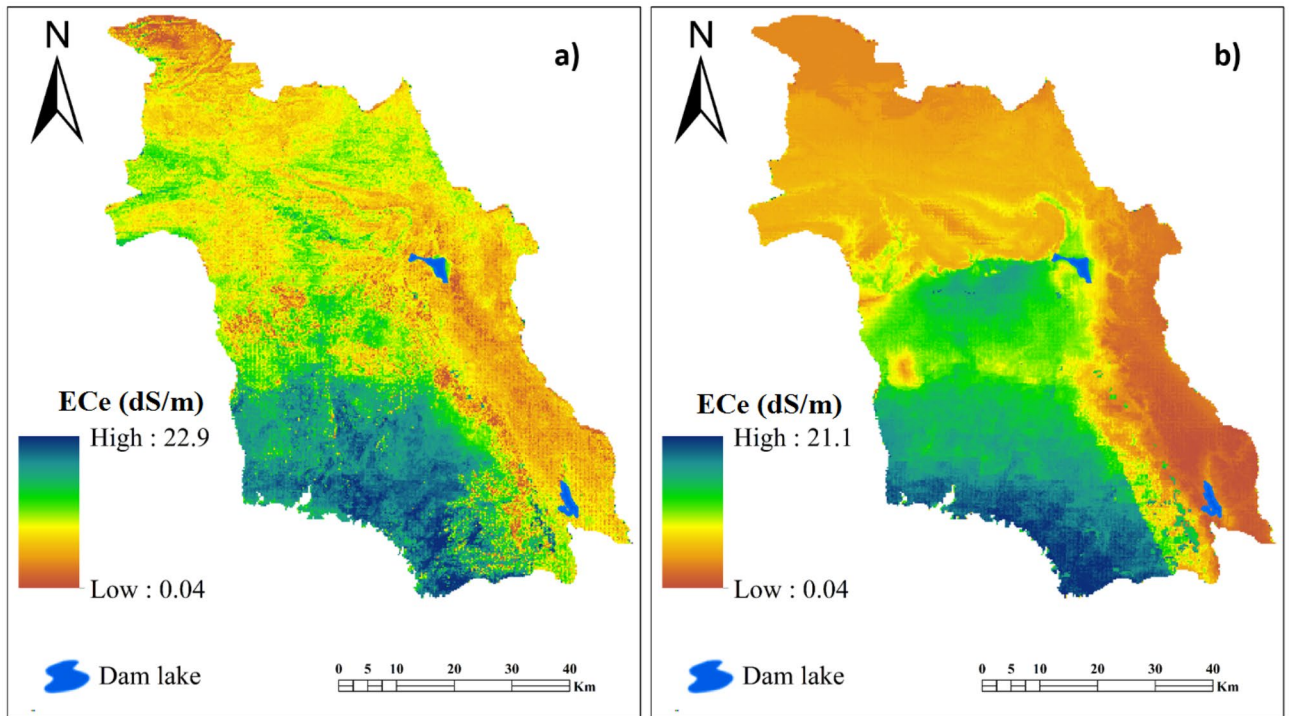 N
a)
ECe (dS/m)
High : 22.9
Low : 0.04
Dam lake
0 5 10 20 30 40
Km
N
b)
ECe (dS/m)
High : 21.1
Low : 0.04
Dam lake
0 5 10 20 30 40
Km